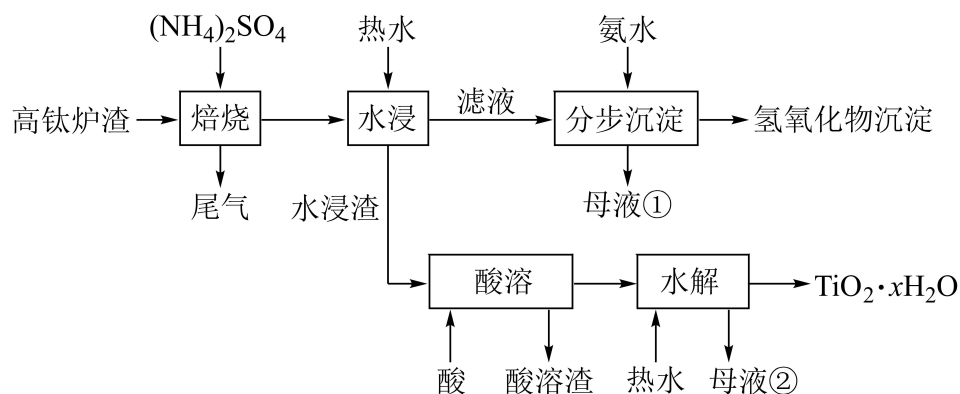 (NH₄)₂SO₄
热水
氨水
高钛炉渣
焙烧
水浸
滤液
分步沉淀
氢氧化物沉淀
尾气
水浸渣
母液①
酸溶
水解
TiO₂·xH₂O
酸
酸溶渣
热水
母液②